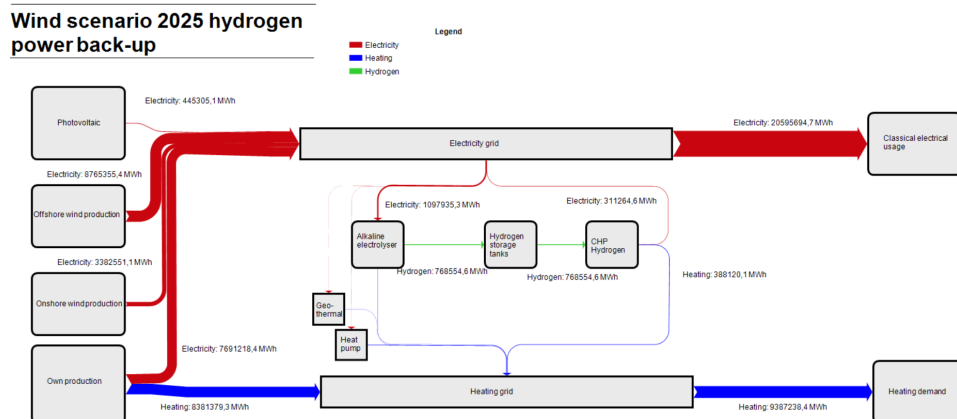 Wind scenario 2025 hydrogen
power back-up
Legend
Electricity
Heating
Hydrogen
Photovoltaic
Electricity: 445305,1 MWh
Electricity grid
Electricity: 20595694,7 MWh
Classical electrical
usage
Electricity: 8765355,4 MWh
Offshore wind production
Electricity: 1097935,3 MWh
Electricity: 311264,6 MWh
Alkaline
electrolyser
Hydrogen
storage
tanks
CHP
Hydrogen
Electricity: 3382551,1 MWh
Hydrogen: 768554,6 MWh
Hydrogen: 768554,6 MWh
Heating: 388120,1 MWh
Onshore wind production
Geo-
thermal
Heat
pump
Electricity: 7691218,4 MWh
Own production
Heating: 8381379,3 MWh
Heating grid
Heating: 9387238,4 MWh
Heating demand